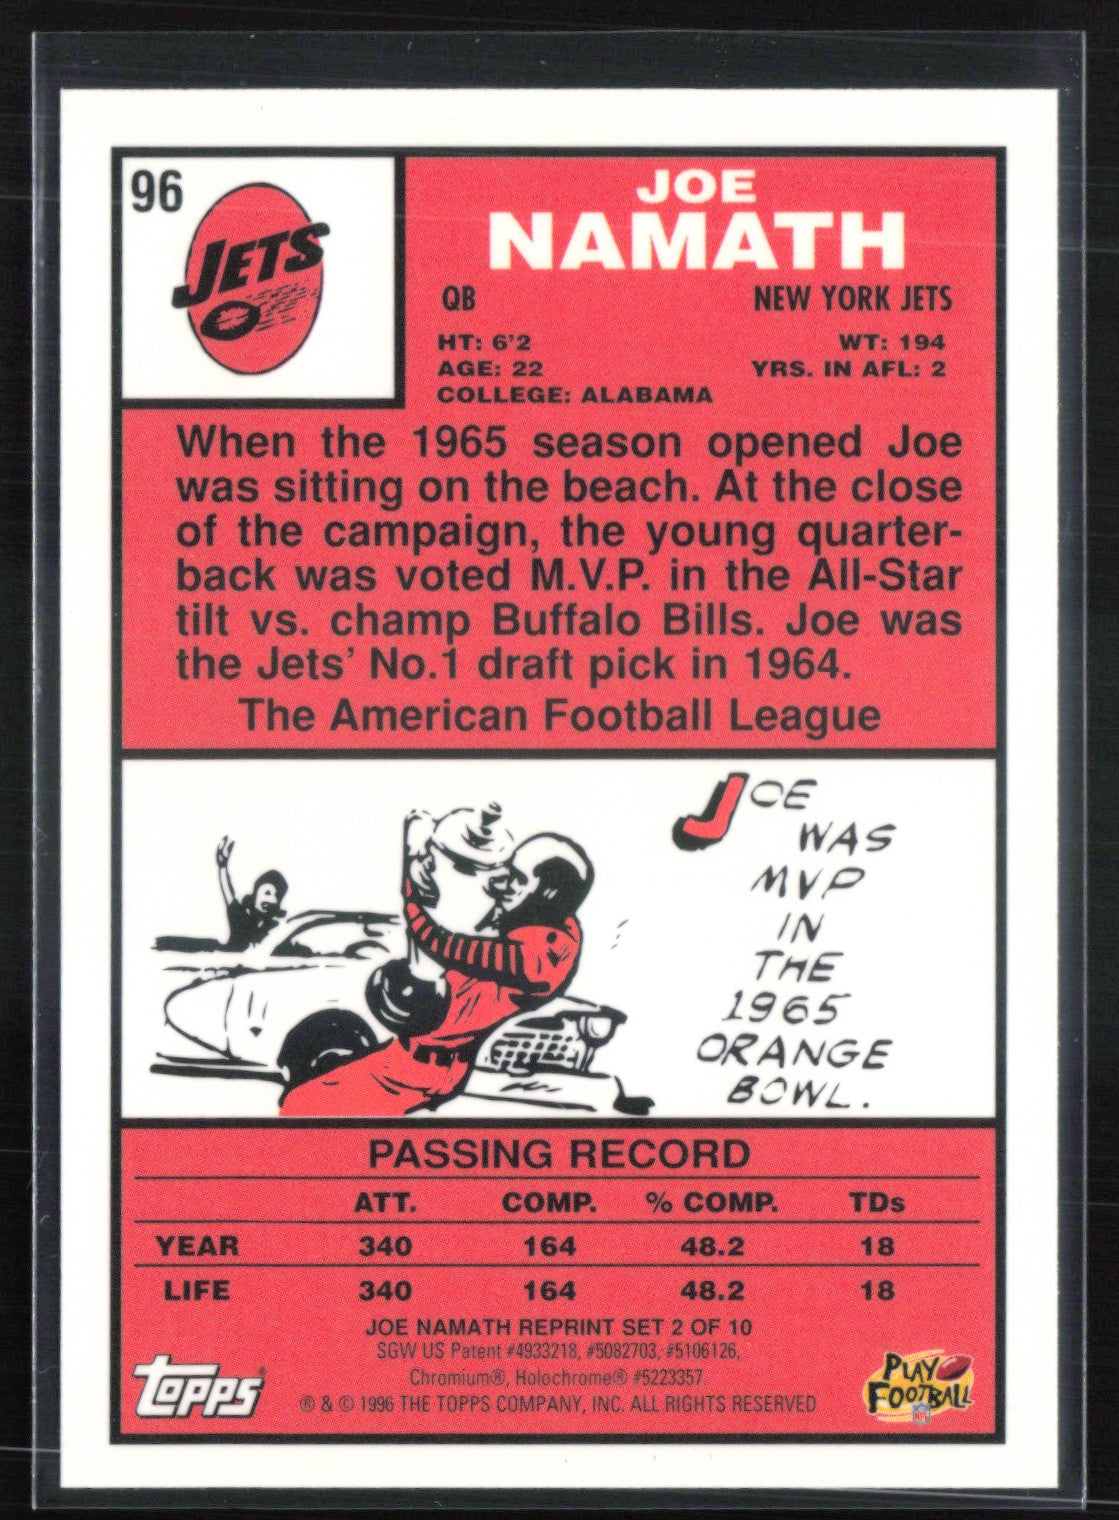 96
JETS
JOE
NAMATH
QB NEW YORK JETS
HT: 6'2 WT: 194
AGE: 22 YRS. IN AFL: 2
COLLEGE: ALABAMA
When the 1965 season opened Joe
was sitting on the beach. At the close
of the campaign, the young quarter-
back was voted M.V.P. in the All-Star
tilt vs. champ Buffalo Bills. Joe was
the Jets' No.1 draft pick in 1964.
The American Football League
JOE
WAS
MVP
IN
THE
1965
ORANGE
BOWL.
PASSING RECORD
ATT. COMP. % COMP. TDs
YEAR 340 164 48.2 18
LIFE 340 164 48.2 18
JOE NAMATH REPRINT SET 2 OF 10
SGW US Patent #4933218, #5082703, #5106126,
Chromium®, Holochrome® #5223357
® & © 1996 THE TOPPS COMPANY, INC. ALL RIGHTS RESERVED
topps®
PLAY
FOOTBALL
NFL